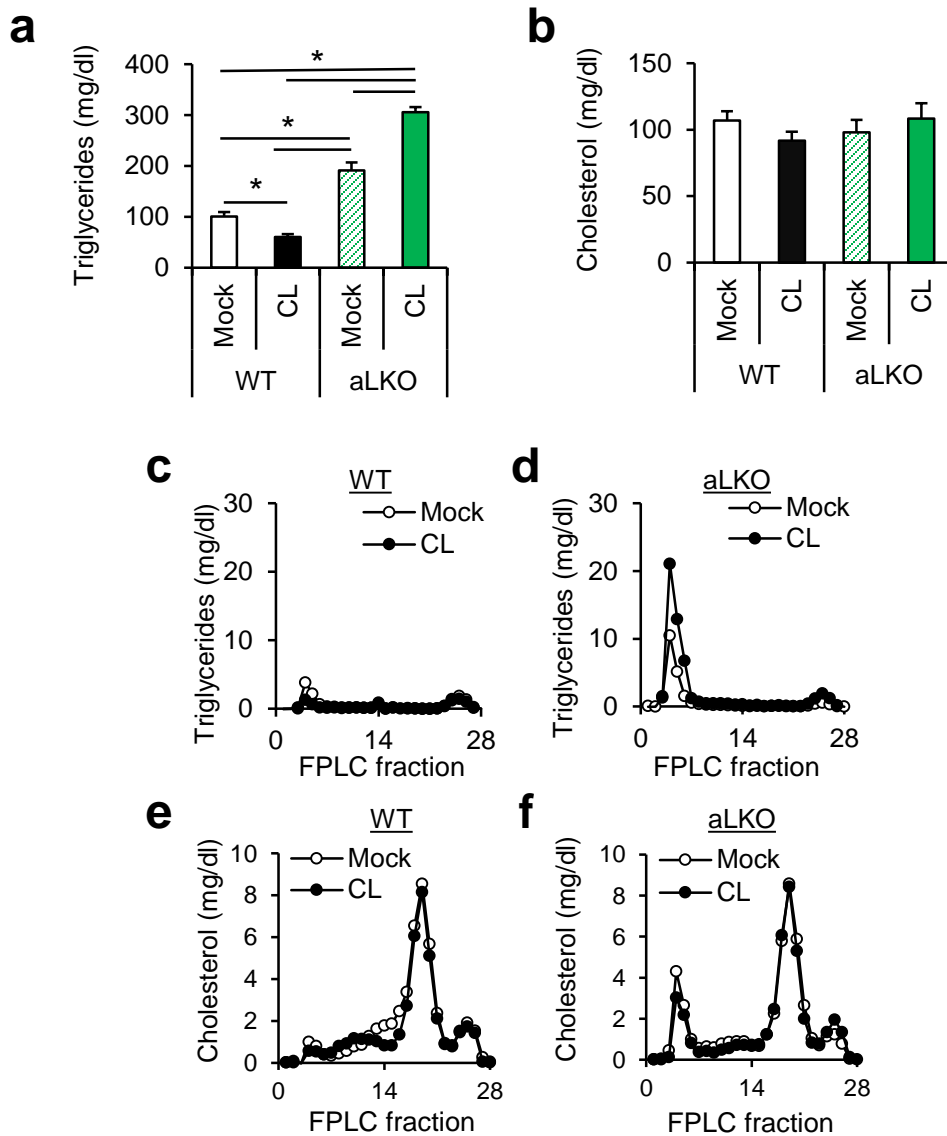 a
Triglycerides (mg/dl)
400
300
200
100
0
*
*
*
Mock
CL
Mock
CL
WT
aLKO
b
Cholesterol (mg/dl)
150
100
50
0
Mock
CL
Mock
CL
WT
aLKO
c
WT
Mock
CL
Triglycerides (mg/dl)
30
20
10
0
0 14 28
FPLC fraction
d
aLKO
Mock
CL
Triglycerides (mg/dl)
30
20
10
0
0 14 28
FPLC fraction
e
WT
Mock
CL
Cholesterol (mg/dl)
10
8
6
4
2
0
0 14 28
FPLC fraction
f
aLKO
Mock
CL
Cholesterol (mg/dl)
10
8
6
4
2
0
0 14 28
FPLC fraction